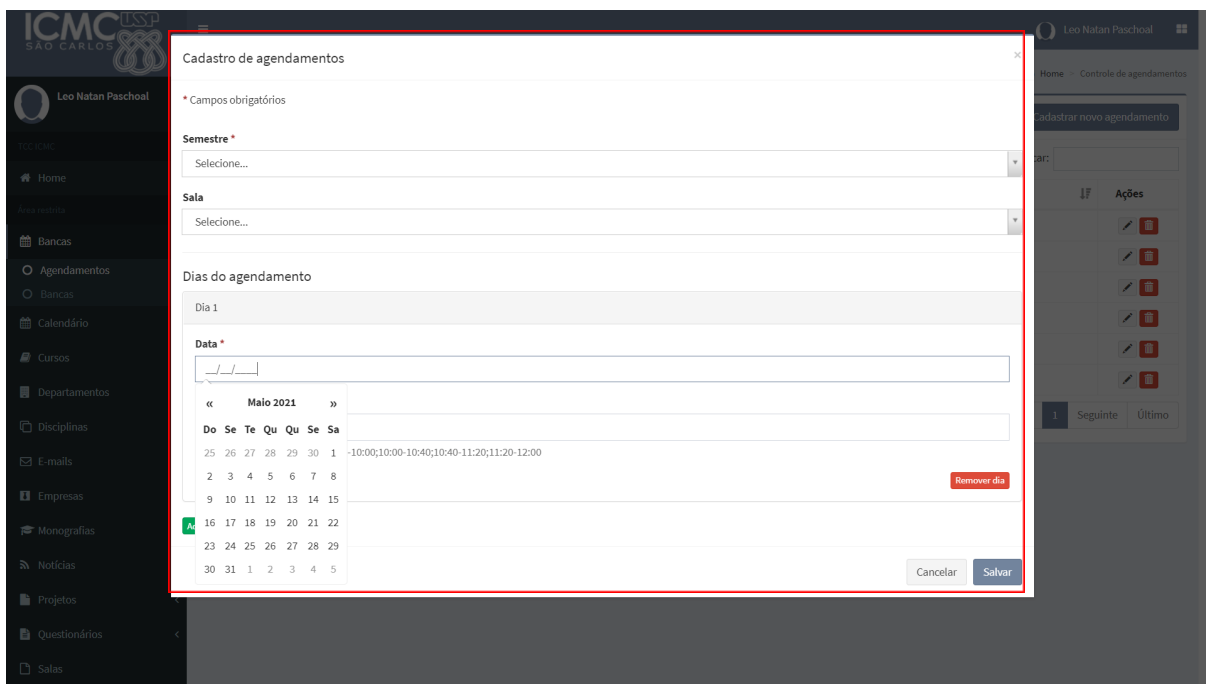 ICMC USP
SÃO CARLOS
Leo Natan Paschoal
Home > Controle de agendamentos
Leo Natan Paschoal
Cadastrar novo agendamento
TCC ICMC
Home
Área restrita
Bancas
Agendamentos
Bancas
Calendário
Cursos
Departamentos
Disciplinas
E-mails
Empresas
Monografias
Notícias
Projetos
Questionários
Salas
Cadastro de agendamentos ×
* Campos obrigatórios
Semestre *
Selecione...
Sala
Selecione...
Dias do agendamento
Dia 1
Data *
__/__/____
« Maio 2021 »
Do Se Te Qu Qu Se Sa
25 26 27 28 29 30 1
2 3 4 5 6 7 8
9 10 11 12 13 14 15
16 17 18 19 20 21 22
23 24 25 26 27 28 29
30 31 1 2 3 4 5
-10:00;10:00-10:40;10:40-11:20;11:20-12:00
Remover dia
Cancelar Salvar
car:
Ações
1 Seguinte Último